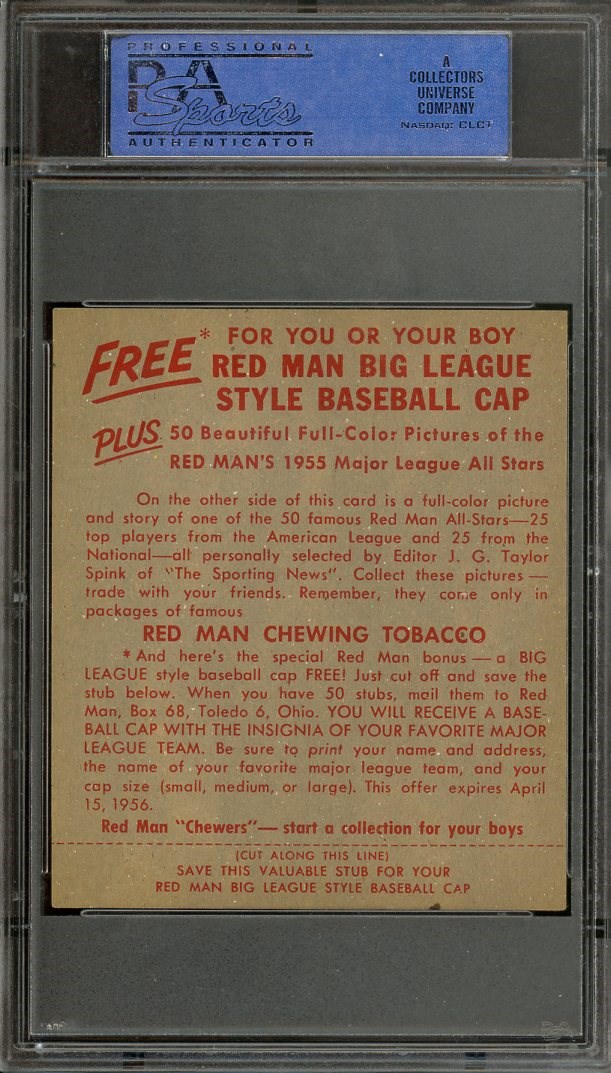 PROFESSIONAL
PSA
Sports
AUTHENTICATOR
A
COLLECTORS
UNIVERSE
COMPANY
NASDAQ: CLCT
FREE* FOR YOU OR YOUR BOY
RED MAN BIG LEAGUE
STYLE BASEBALL CAP
PLUS 50 Beautiful Full-Color Pictures of the
RED MAN'S 1955 Major League All Stars
On the other side of this card is a full-color picture
and story of one of the 50 famous Red Man All-Stars—25
top players from the American League and 25 from the
National—all personally selected by Editor J. G. Taylor
Spink of "The Sporting News". Collect these pictures —
trade with your friends. Remember, they come only in
packages of famous
RED MAN CHEWING TOBACCO
* And here's the special Red Man bonus — a BIG
LEAGUE style baseball cap FREE! Just cut off and save the
stub below. When you have 50 stubs, mail them to Red
Man, Box 68, Toledo 6, Ohio. YOU WILL RECEIVE A BASE-
BALL CAP WITH THE INSIGNIA OF YOUR FAVORITE MAJOR
LEAGUE TEAM. Be sure to print your name and address,
the name of your favorite major league team, and your
cap size (small, medium, or large). This offer expires April
15, 1956.
Red Man "Chewers"— start a collection for your boys
(CUT ALONG THIS LINE)
SAVE THIS VALUABLE STUB FOR YOUR
RED MAN BIG LEAGUE STYLE BASEBALL CAP